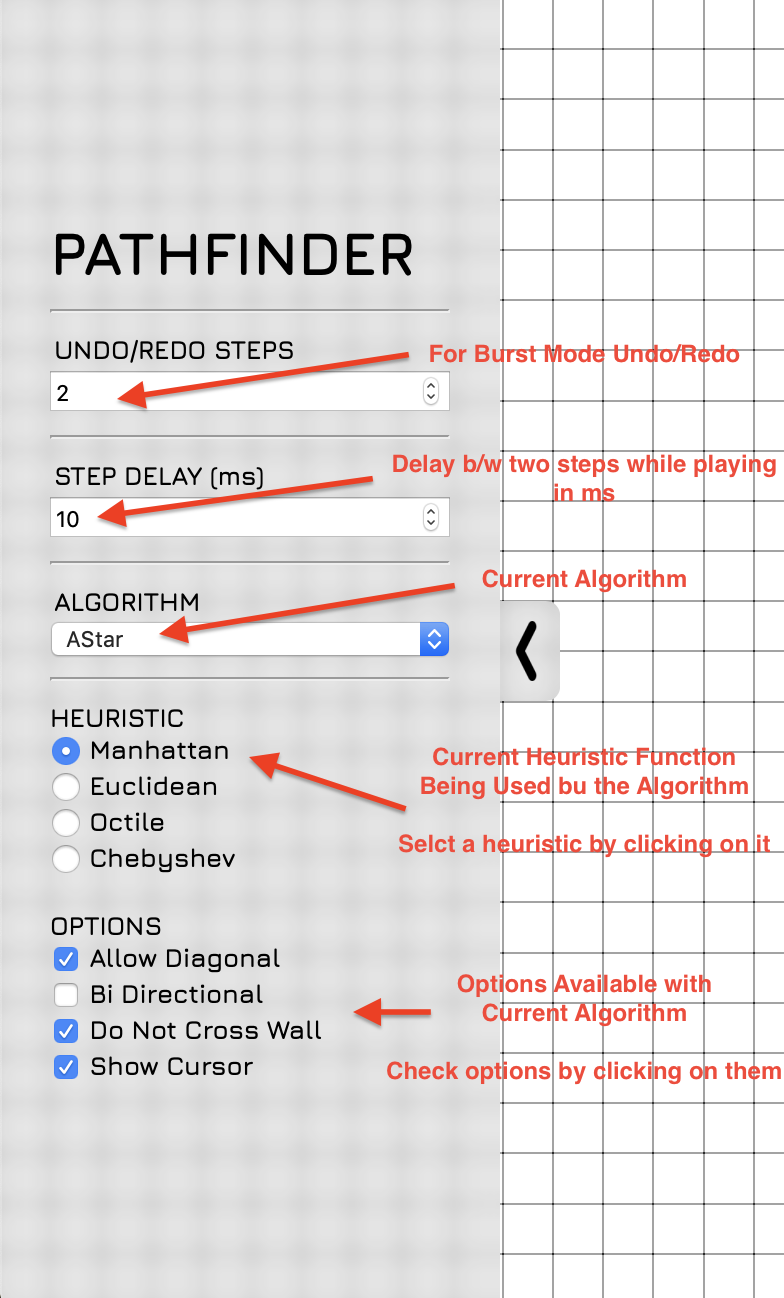 PATHFINDER
UNDO/REDO STEPS
For Burst Mode Undo/Redo
2
STEP DELAY (ms)
Delay b/w two steps while playing
in ms
10
Current Algorithm
ALGORITHM
AStar
HEURISTIC
Manhattan
Euclidean
Octile
Chebyshev
Current Heuristic Function
Being Used bu the Algorithm
Selct a heuristic by clicking on it
OPTIONS
Allow Diagonal
Bi Directional
Do Not Cross Wall
Show Cursor
Options Available with
Current Algorithm
Check options by clicking on them